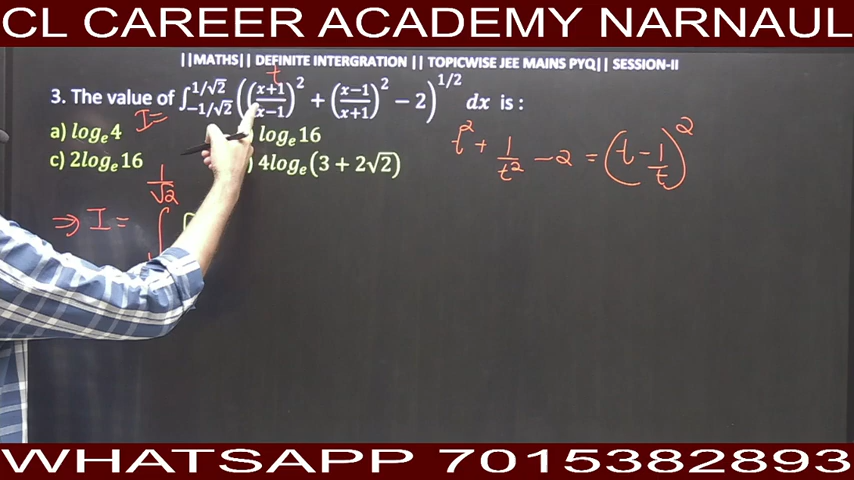 CL CAREER ACADEMY NARNAUL
||MATHS|| DEFINITE INTERGRATION || TOPICWISE JEE MAINS PYQ|| SESSION-II
t
3. The value of ∫_{-1/√2}^{1/√2} ((x+1/x−1)^2 + (x−1/x+1)^2 − 2)^{1/2} dx is :
I=
a) log_e 4
) log_e 16
c) 2log_e 16
) 4log_e (3 + 2√2)
t^2 + 1/t^2 − 2 = (t − 1/t)^2
⇒ I = ∫^{1/√2}
WHATSAPP 7015382893